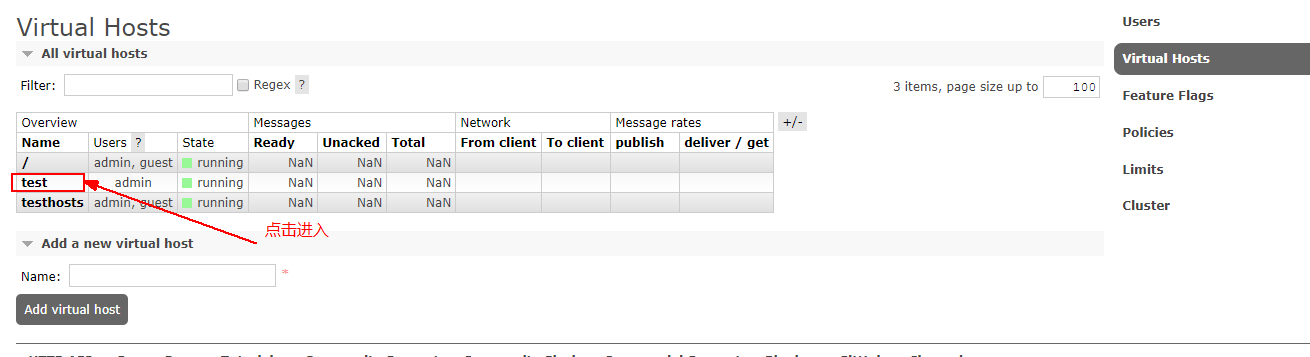 Virtual Hosts
All virtual hosts
Filter: Regex ? 3 items, page size up to 100
Overview Messages Network Message rates +/-
Name Users ? State Ready Unacked Total From client To client publish deliver / get
/ admin, guest running NaN NaN NaN
test admin running NaN NaN NaN
testhosts admin, guest running NaN NaN NaN
点击进入
Add a new virtual host
Name: *
Add virtual host
Users
Virtual Hosts
Feature Flags
Policies
Limits
Cluster